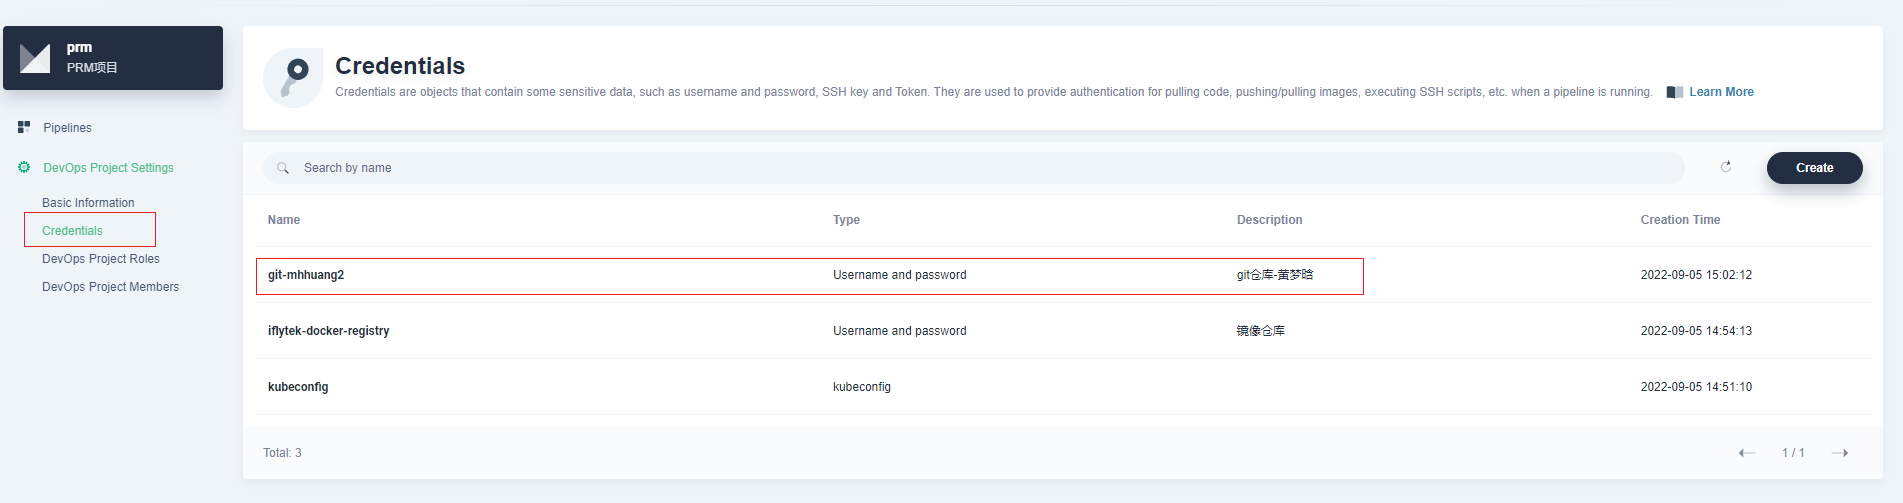 prm
PRM项目
Pipelines
DevOps Project Settings
Basic Information
Credentials
DevOps Project Roles
DevOps Project Members
Credentials
Credentials are objects that contain some sensitive data, such as username and password, SSH key and Token. They are used to provide authentication for pulling code, pushing/pulling images, executing SSH scripts, etc. when a pipeline is running. Learn More
Search by name Create
Name Type Description Creation Time
git-mhhuang2 Username and password git仓库-黄梦晗 2022-09-05 15:02:12
iflytek-docker-registry Username and password 镜像仓库 2022-09-05 14:54:13
kubeconfig kubeconfig 2022-09-05 14:51:10
Total: 3 1 / 1